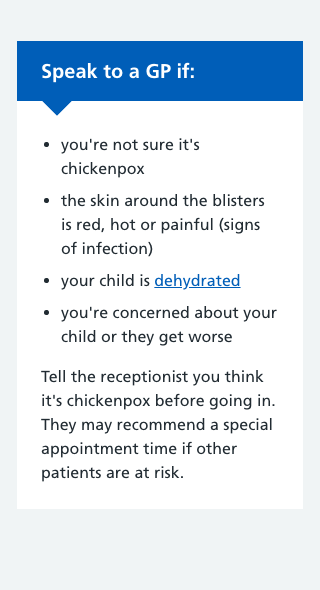 Speak to a GP if:
• you're not sure it's
chickenpox
• the skin around the blisters
is red, hot or painful (signs
of infection)
• your child is dehydrated
• you're concerned about your
child or they get worse
Tell the receptionist you think
it's chickenpox before going in.
They may recommend a special
appointment time if other
patients are at risk.